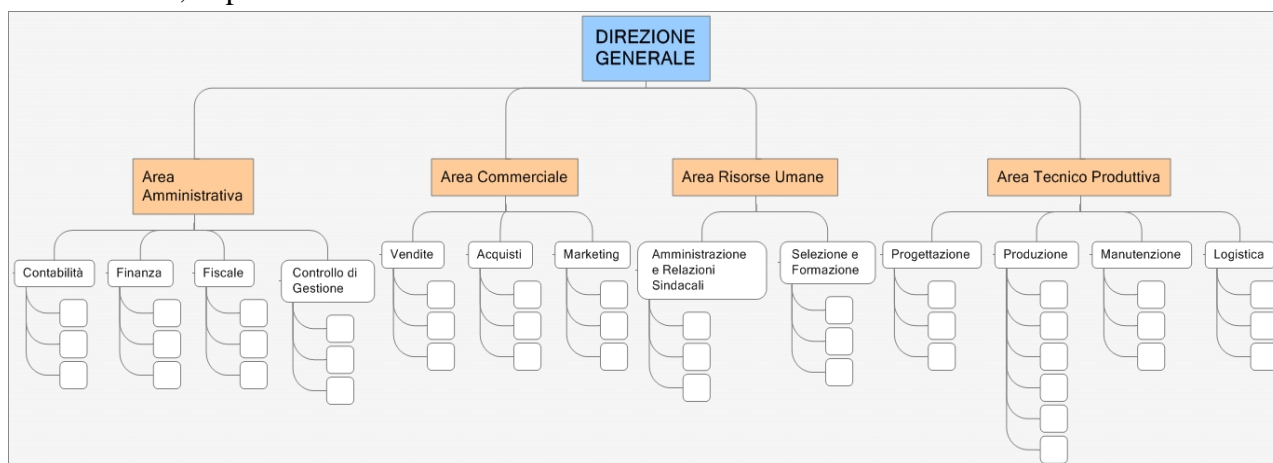 DIREZIONE
GENERALE
Area
Amministrativa
Area Commerciale
Area Risorse Umane
Area Tecnico Produttiva
Contabilità
Finanza
Fiscale
Controllo di
Gestione
Vendite
Acquisti
Marketing
Amministrazione
e Relazioni
Sindacali
Selezione e
Formazione
Progettazione
Produzione
Manutenzione
Logistica